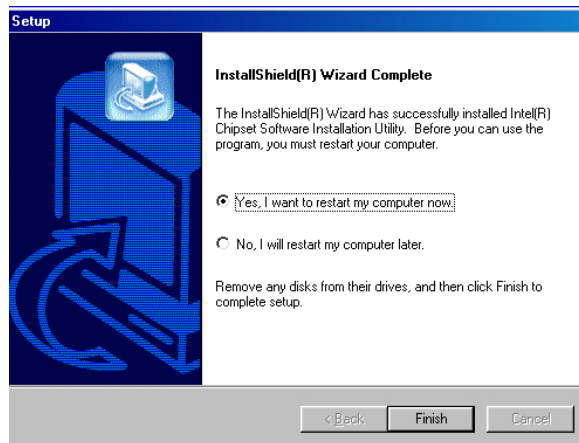 Setup
InstallShield(R) Wizard Complete
The InstallShield(R) Wizard has successfully installed Intel(R)
Chipset Software Installation Utility.  Before you can use the
program, you must restart your computer.
Yes, I want to restart my computer now.
No, I will restart my computer later.
Remove any disks from their drives, and then click Finish to
complete setup.
< Back Finish Cancel